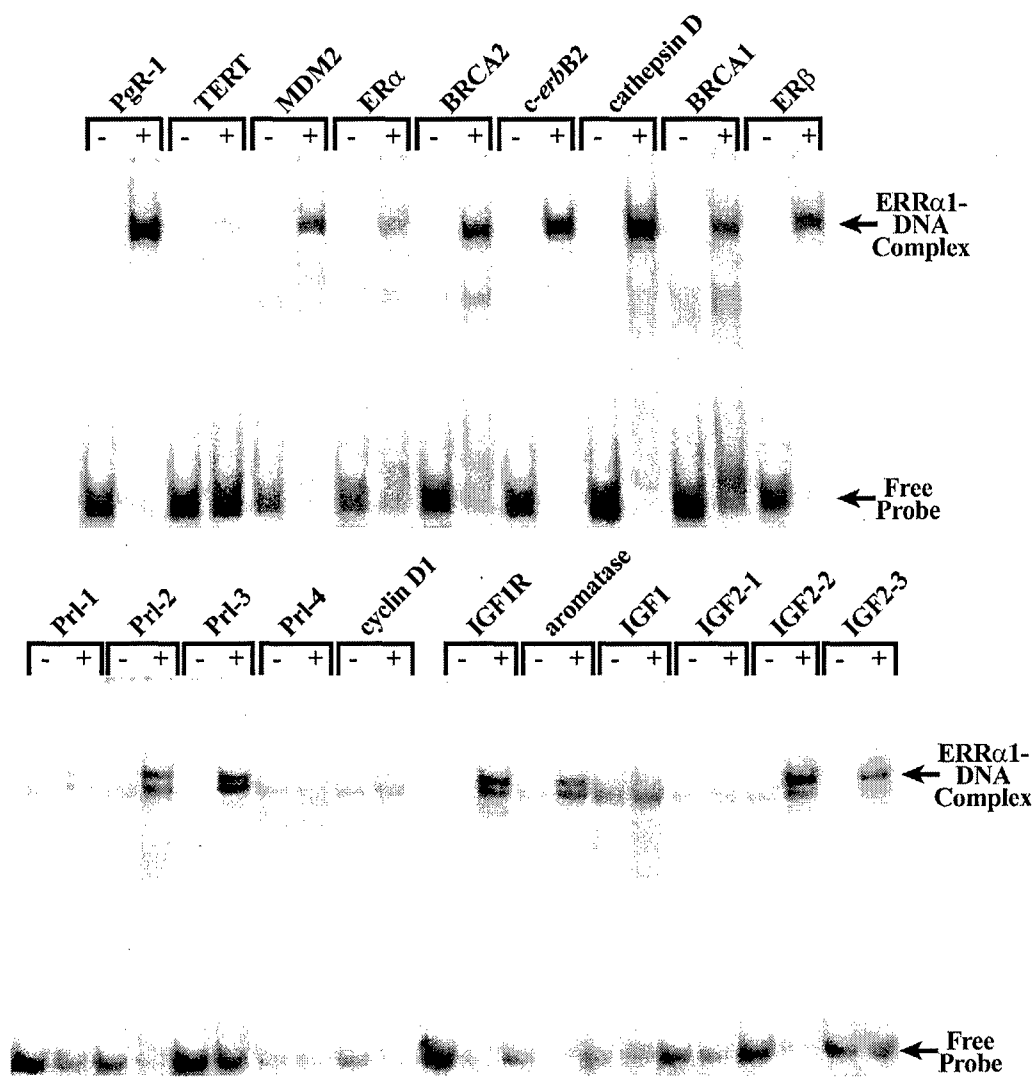 PgR-1 TERT MDM2 ERα BRCA2 c-erbB2 cathepsin D BRCA1 ERβ
- + - + - + - + - + - + - + - + - +
ERRα1-
DNA
Complex
Free
Probe
Prl-1 Prl-2 Prl-3 Prl-4 cyclin D1 IGF1R aromatase IGF1 IGF2-1 IGF2-2 IGF2-3
- + - + - + - + - + - + - + - + - + - + - +
ERRα1-
DNA
Complex
Free
Probe